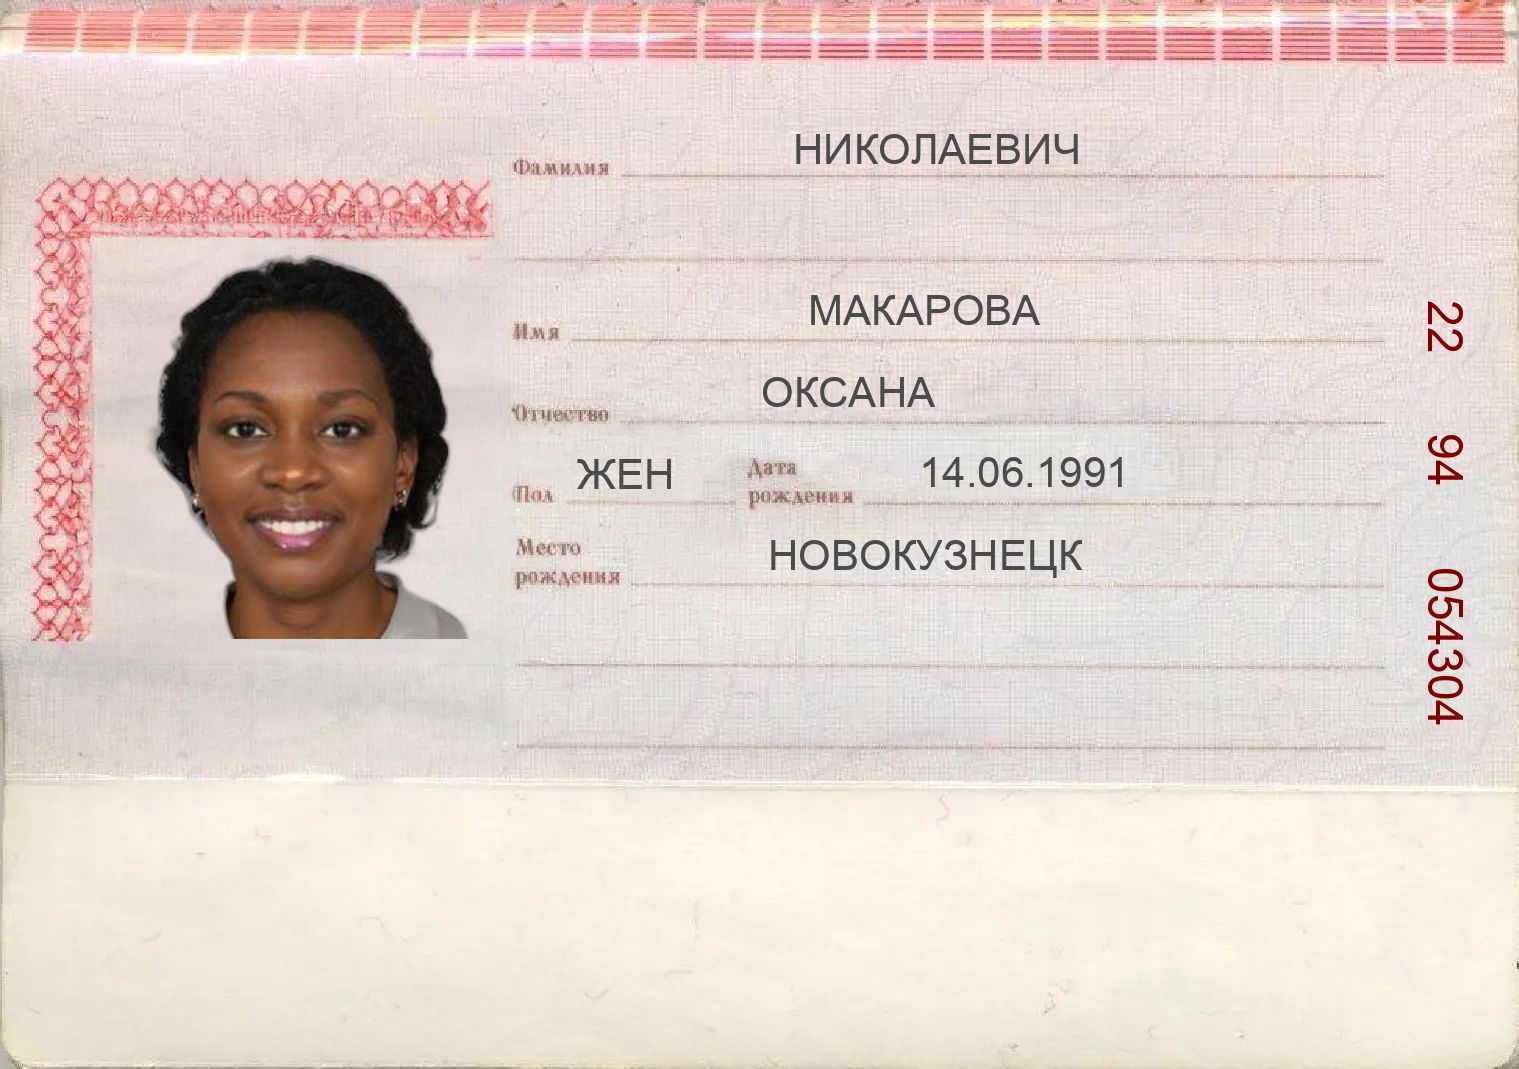 Фамилия НИКОЛАЕВИЧ
Имя МАКАРОВА
Отчество ОКСАНА
Пол ЖЕН Дата рождения 14.06.1991
Место рождения НОВОКУЗНЕЦК
22 94 054304